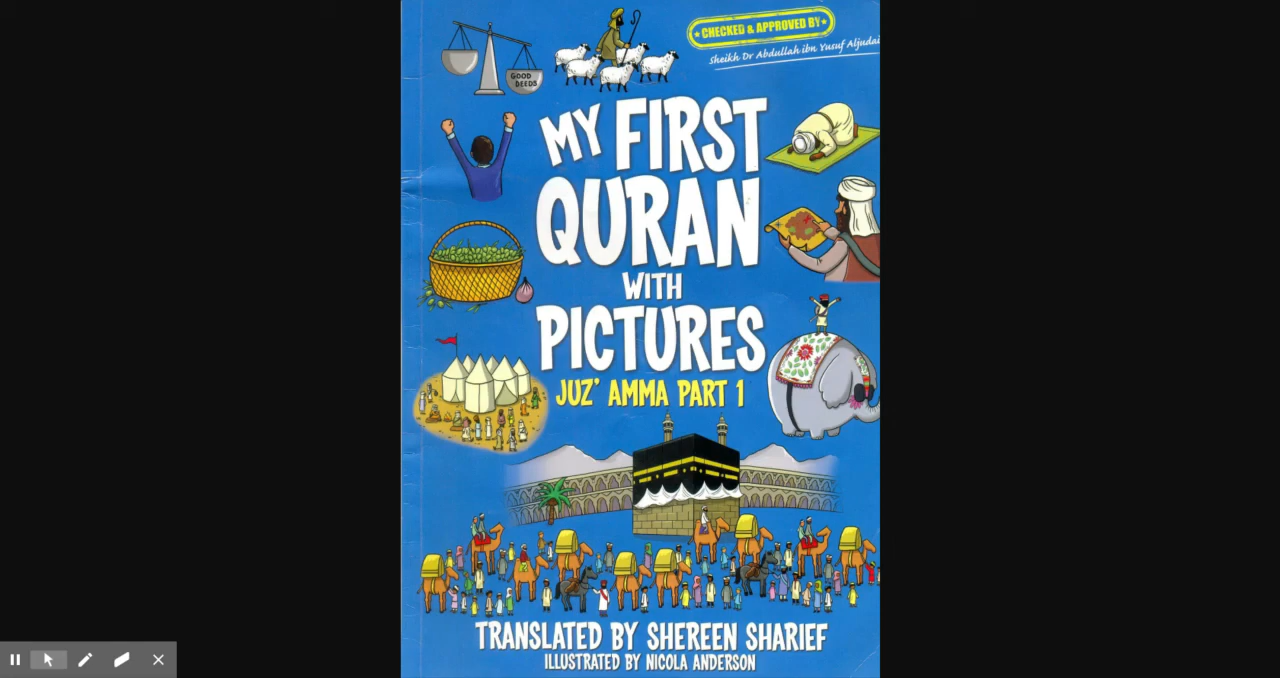 CHECKED & APPROVED BY
Sheikh Dr Abdullah ibn Yusuf Aljudai
GOOD
DEEDS
MY FIRST
QURAN
WITH
PICTURES
JUZ' AMMA PART 1
TRANSLATED BY SHEREEN SHARIEF
ILLUSTRATED BY NICOLA ANDERSON